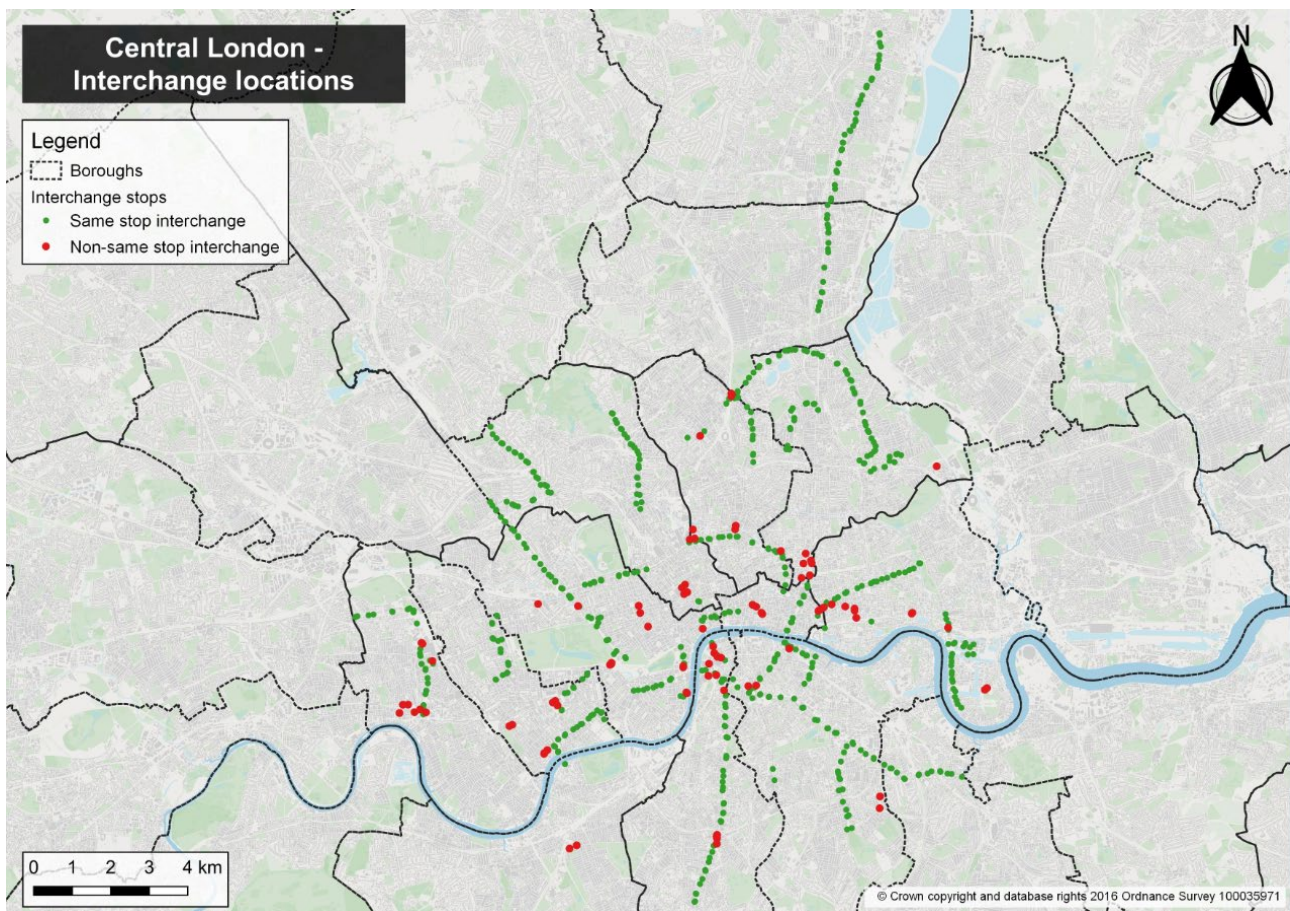 Central London -
Interchange locations
N
Legend
Boroughs
Interchange stops
Same stop interchange
Non-same stop interchange
0 1 2 3 4 km
© Crown copyright and database rights 2016 Ordnance Survey 100035971